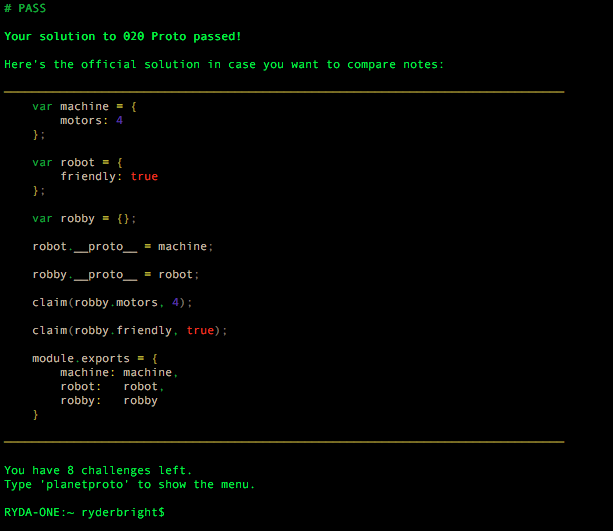 # PASS
Your solution to 020 Proto passed!
Here's the official solution in case you want to compare notes:
var machine = {
motors: 4
};
var robot = {
friendly: true
};
var robby = {};
robot.__proto__ = machine;
robby.__proto__ = robot;
claim(robby.motors, 4);
claim(robby.friendly, true);
module.exports = {
machine: machine,
robot:   robot,
robby:   robby
}
You have 8 challenges left.
Type 'planetproto' to show the menu.
RYDA-ONE:~ ryderbright$